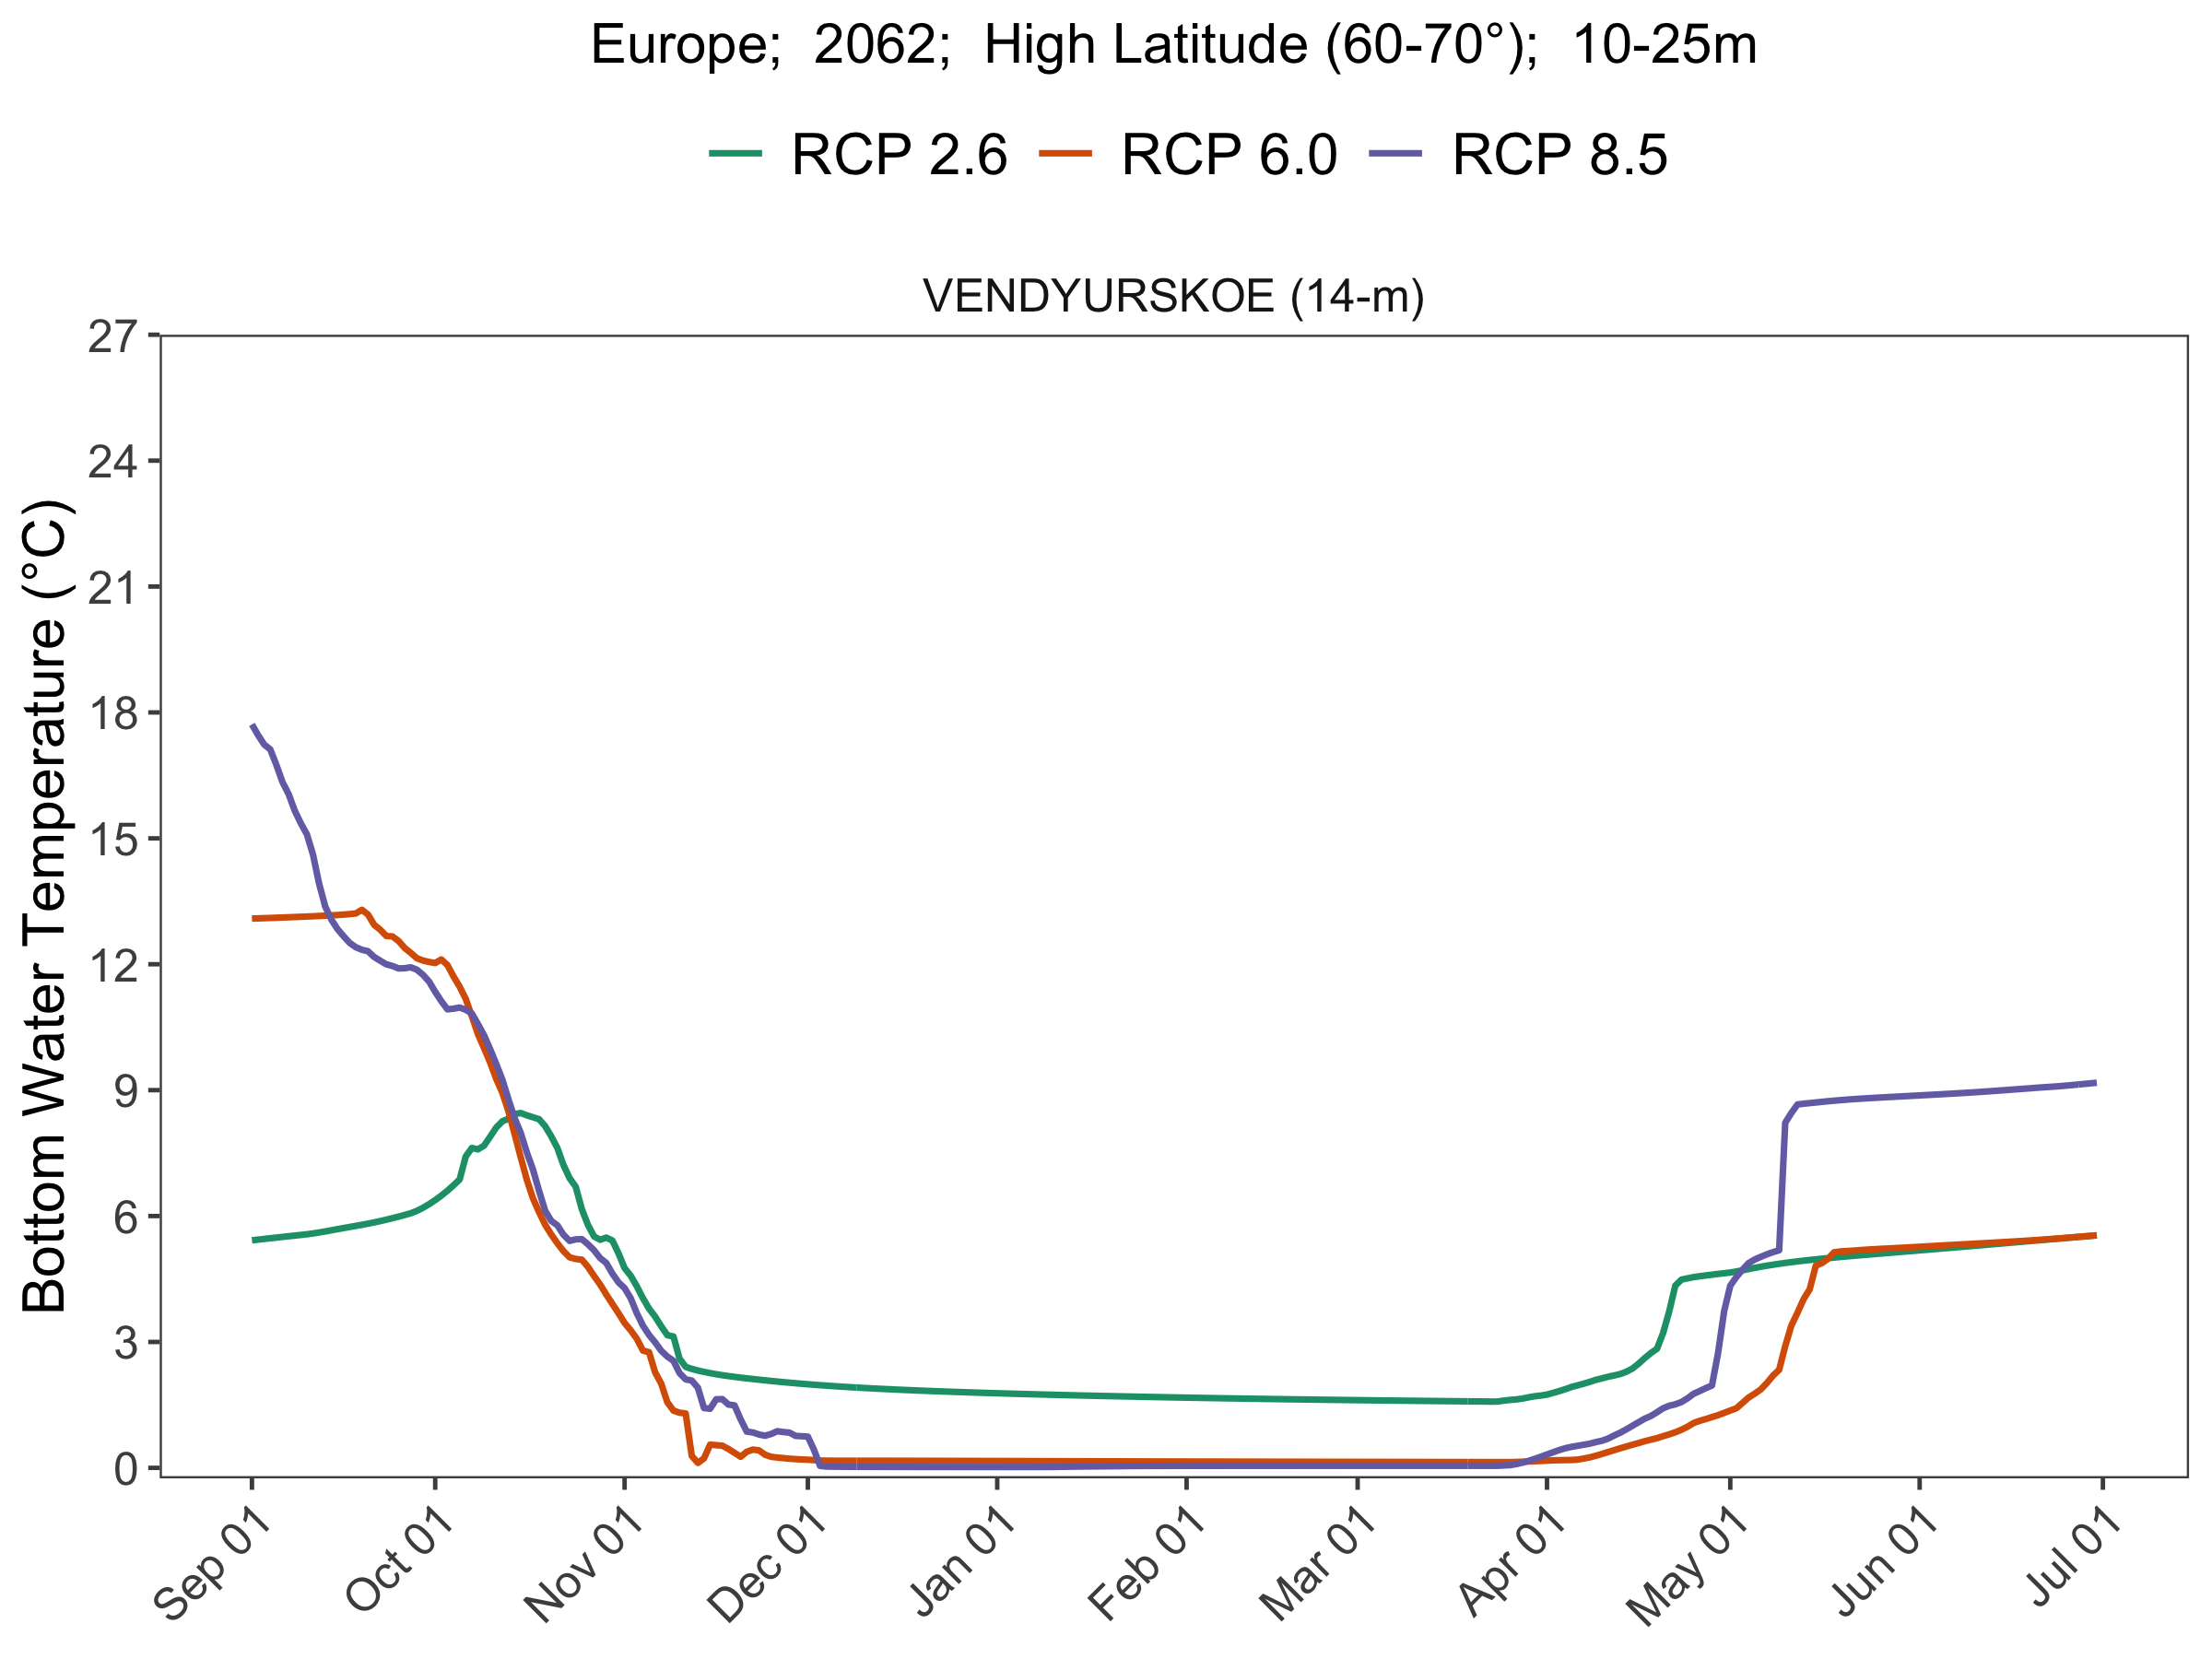 Europe;  2062;  High Latitude (60-70°);  10-25m
RCP 2.6 RCP 6.0 RCP 8.5
VENDYURSKOE (14-m)
Bottom Water Temperature (°C)
27
24
21
18
15
12
9
6
3
0
Sep 01 Oct 01 Nov 01 Dec 01 Jan 01 Feb 01 Mar 01 Apr 01 May 01 Jun 01 Jul 01